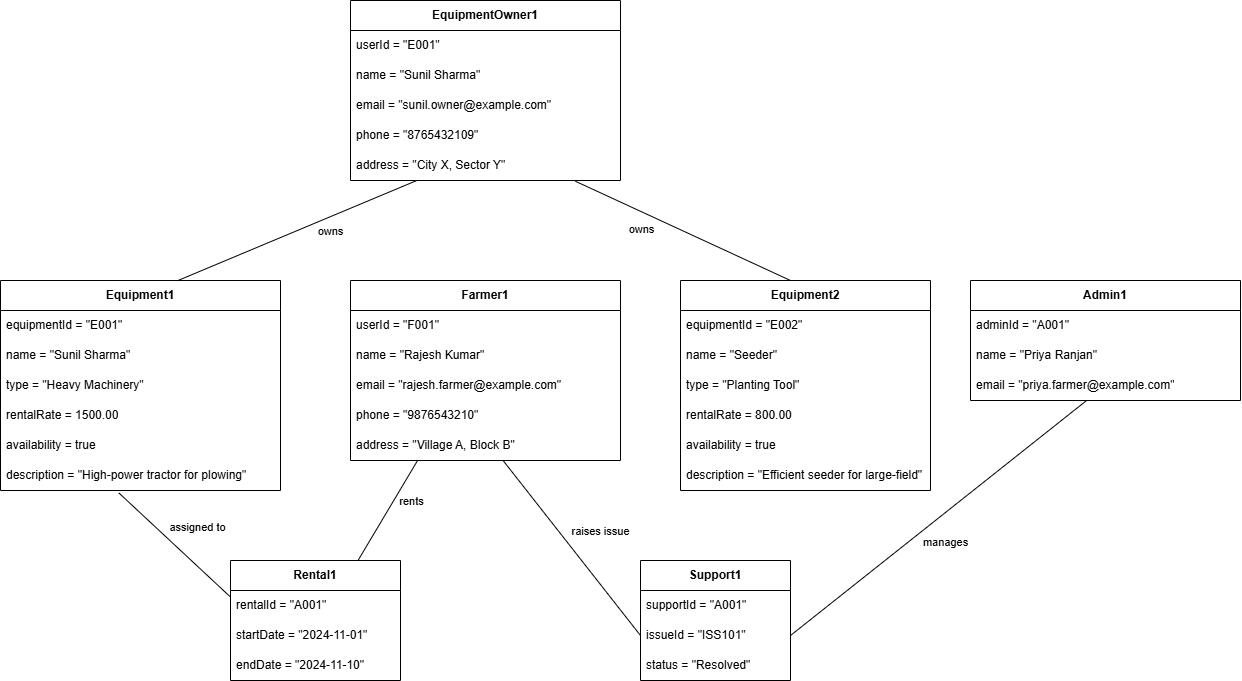 EquipmentOwner1
userId = "E001"
name = "Sunil Sharma"
email = "sunil.owner@example.com"
phone = "8765432109"
address = "City X, Sector Y"
owns
owns
Equipment1
equipmentId = "E001"
name = "Sunil Sharma"
type = "Heavy Machinery"
rentalRate = 1500.00
availability = true
description = "High-power tractor for plowing"
Farmer1
userId = "F001"
name = "Rajesh Kumar"
email = "rajesh.farmer@example.com"
phone = "9876543210"
address = "Village A, Block B"
Equipment2
equipmentId = "E002"
name = "Seeder"
type = "Planting Tool"
rentalRate = 800.00
availability = true
description = "Efficient seeder for large-field"
Admin1
adminId = "A001"
name = "Priya Ranjan"
email = "priya.farmer@example.com"
assigned to
rents
raises issue
manages
Rental1
rentalId = "A001"
startDate = "2024-11-01"
endDate = "2024-11-10"
Support1
supportId = "A001"
issueId = "ISS101"
status = "Resolved"